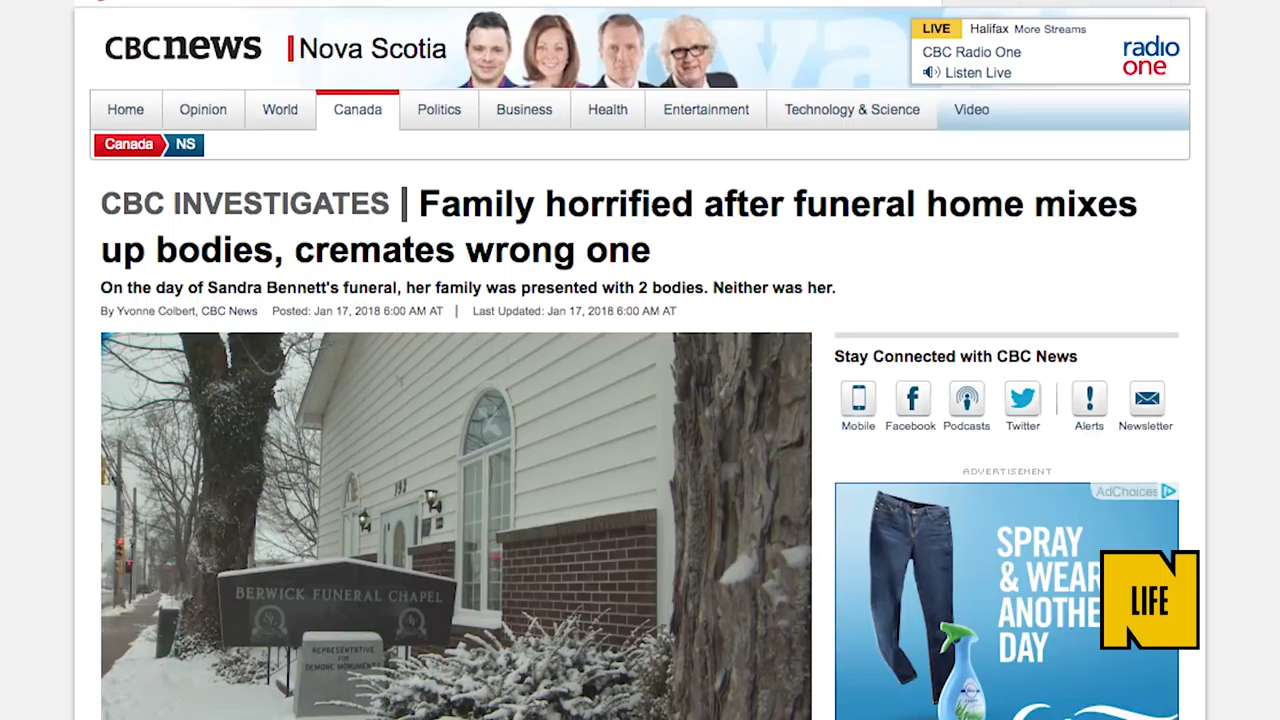 CBCnews | Nova Scotia
LIVE Halifax More Streams
CBC Radio One
Listen Live
radio
one
Home Opinion World Canada Politics Business Health Entertainment Technology & Science Video
Canada NS
CBC INVESTIGATES | Family horrified after funeral home mixes
up bodies, cremates wrong one
On the day of Sandra Bennett's funeral, her family was presented with 2 bodies. Neither was her.
By Yvonne Colbert, CBC News Posted: Jan 17, 2018 6:00 AM AT | Last Updated: Jan 17, 2018 6:00 AM AT
193
BERWICK FUNERAL CHAPEL
REPRESENTATIVE
FOR
DEMONE MONUMENTS
Stay Connected with CBC News
Mobile Facebook Podcasts Twitter Alerts Newsletter
ADVERTISEMENT
AdChoices
SPRAY
& WEAR
ANOTHE
DAY
LIFE